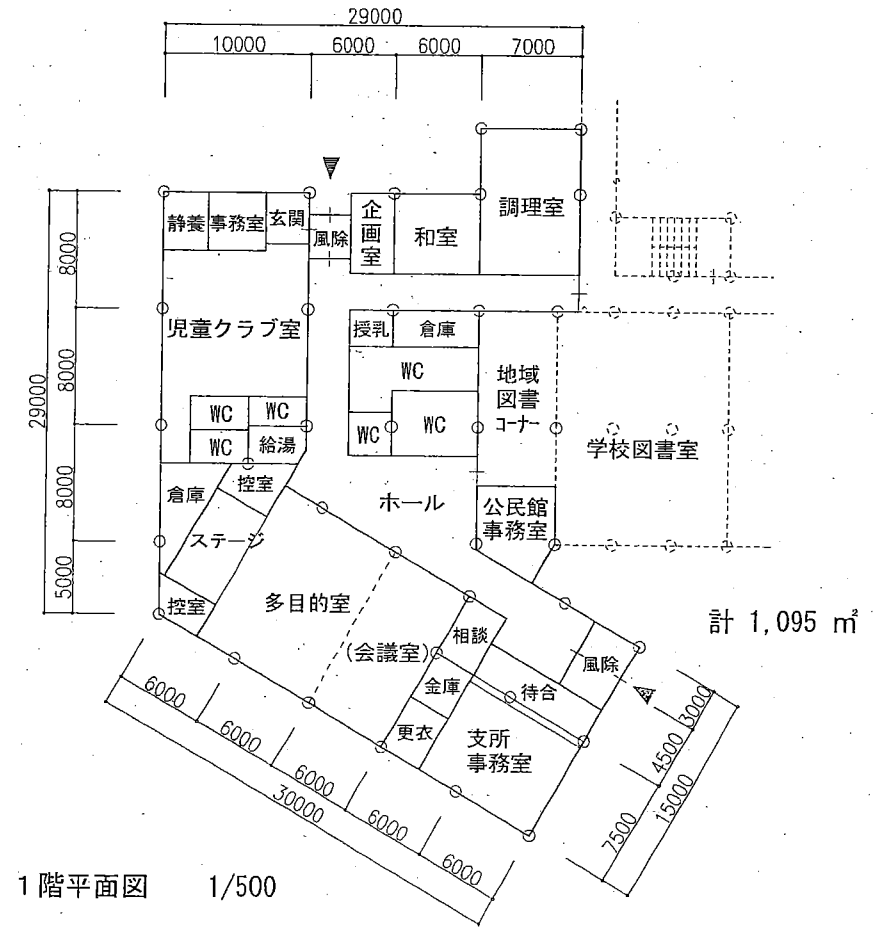 29000
10000 6000 6000 7000
静養
事務室
玄関
風除
企画室
和室
調理室
8000
8000
8000
5000
29000
児童クラブ室
授乳
倉庫
WC
地域
図書
コーナー
WC
WC
WC
WC
WC
給湯
学校図書室
倉庫
控室
ホール
公民館
事務室
ステージ
控室
多目的室
(会議室)
相談
風除
計 1,095 ㎡
金庫
待合
更衣
支所
事務室
6000
6000
6000
6000
6000
30000
3000
4500
7500
15000
1階平面図 1/500